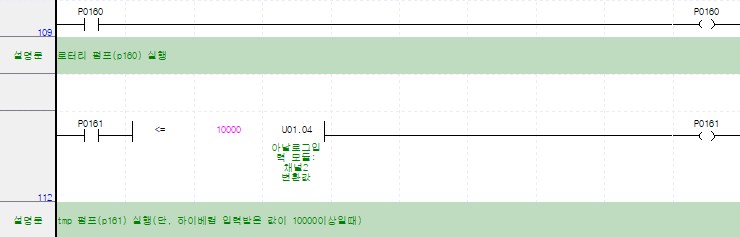 P0160 P0160
109
설명문 로터리 펌프(p160) 실행
P0161 <= 10000 U01.04 P0161
아날로그입
력 모듈:
채널2
변환값
112
설명문 tmp 펌프(p161) 실행(단, 하이베컴 입력받은 값이 10000이상일때)